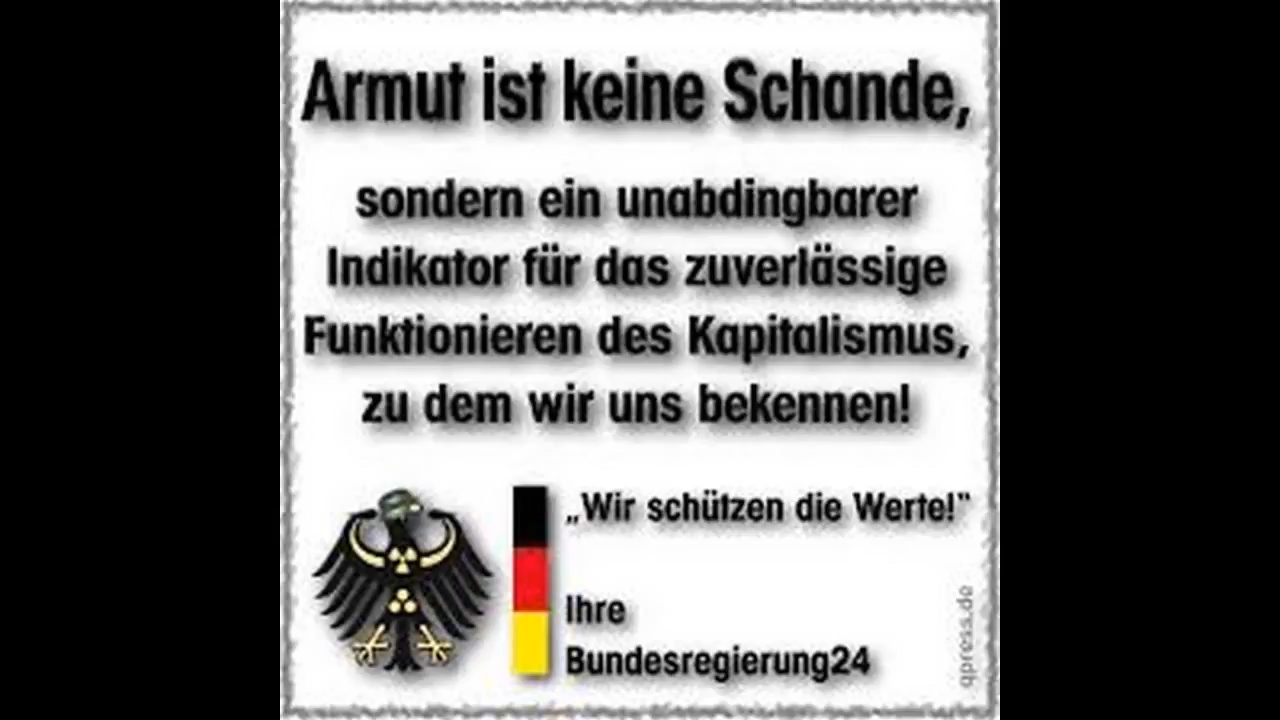 Armut ist keine Schande,
sondern ein unabdingbarer
Indikator für das zuverlässige
Funktionieren des Kapitalismus,
zu dem wir uns bekennen!
„Wir schützen die Werte!“
Ihre
Bundesregierung24
qpress.de